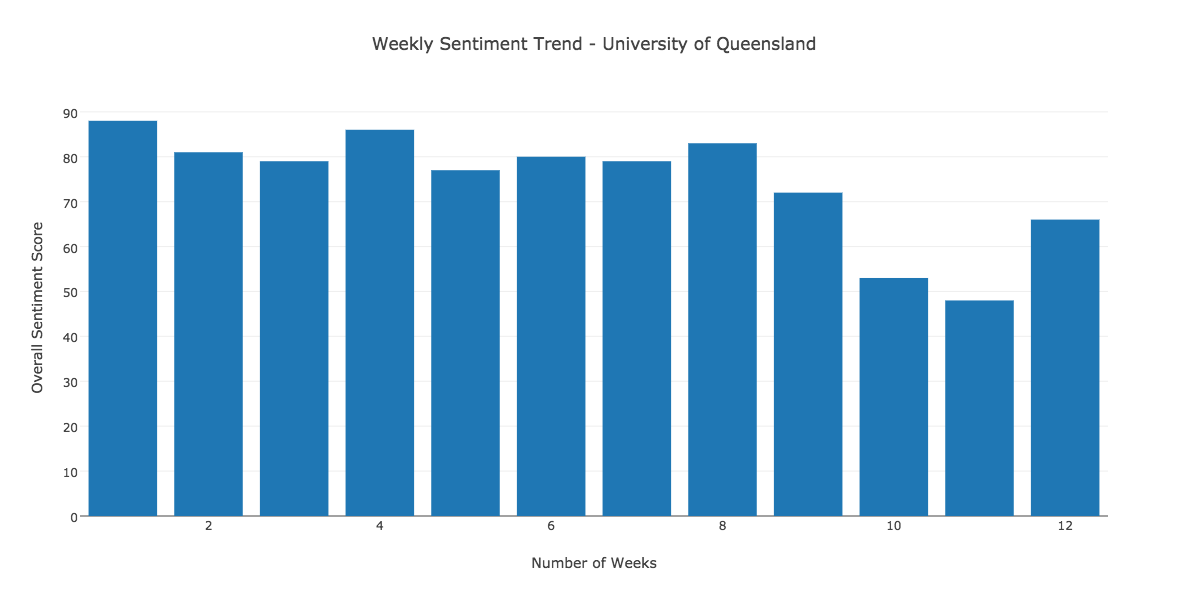 Weekly Sentiment Trend - University of Queensland
Overall Sentiment Score
90
80
70
60
50
40
30
20
10
0
2 4 6 8 10 12
Number of Weeks